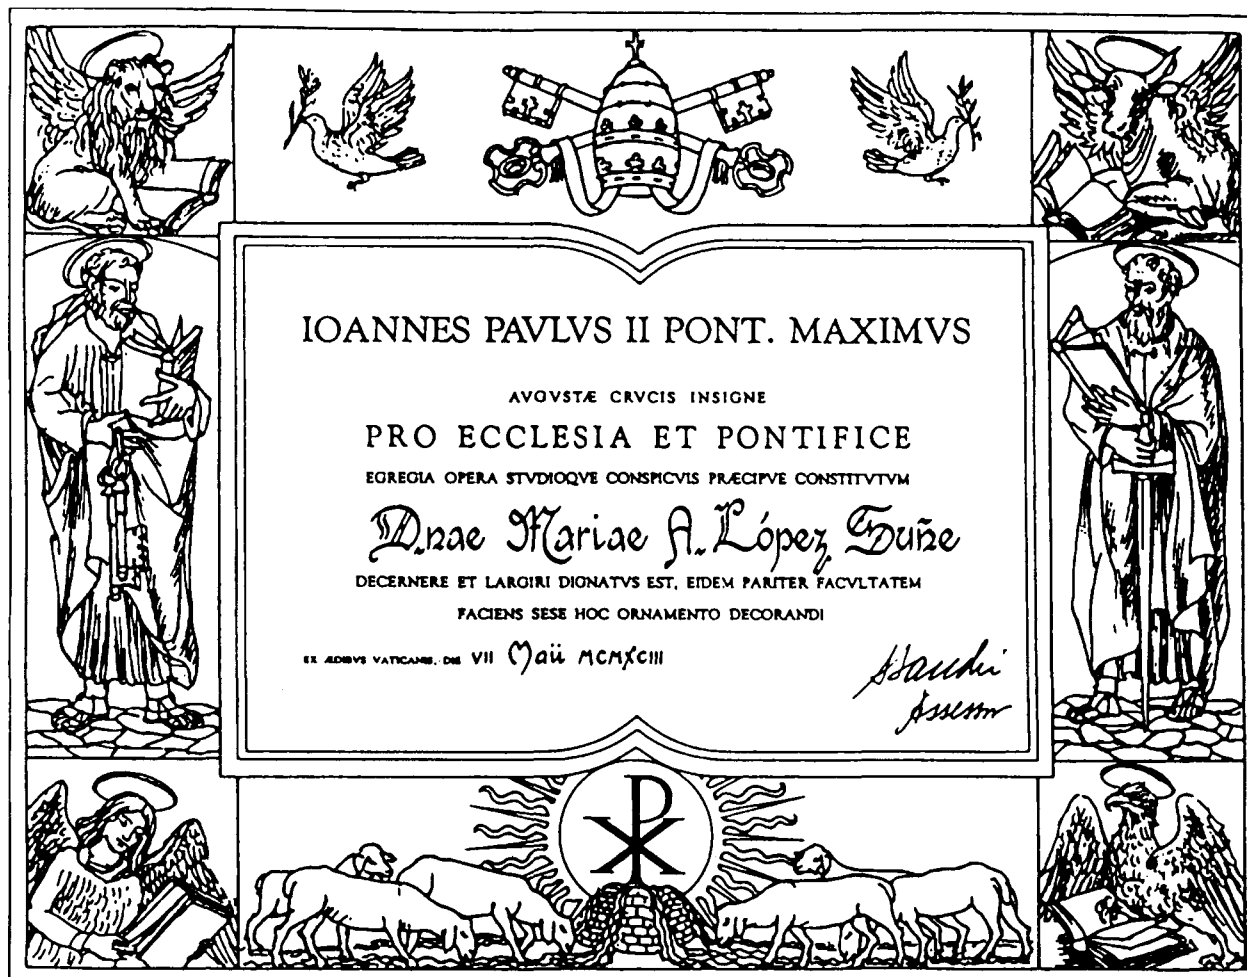 IOANNES PAVLVS II PONT. MAXIMVS
AVGVSTÆ CRVCIS INSIGNE
PRO ECCLESIA ET PONTIFICE
EGREGIA OPERA STVDIOQVE CONSPICVIS PRÆCIPVE CONSTITVTVM
D.nae Mariae A. López Suñe
DECERNERE ET LARGIRI DIGNATVS EST, EIDEM PARITER FACVLTATEM
FACIENS SESE HOC ORNAMENTO DECORANDI
EX ÆDIBVS VATICANIS, DIE VII Maii MCMXCIII
Assessor